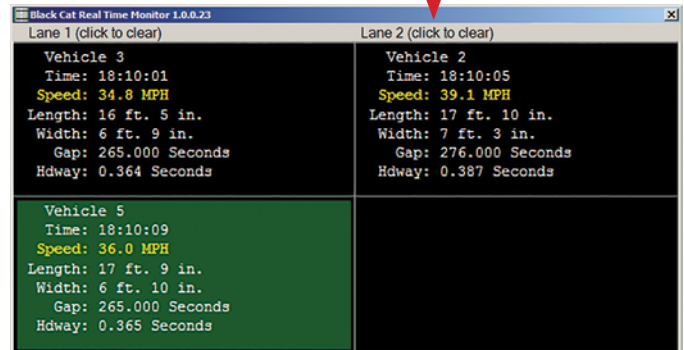 Black Cat Real Time Monitor 1.0.0.23
Lane 1 (click to clear)
Vehicle 3
Time: 18:10:01
Speed: 34.8 MPH
Length: 16 ft. 5 in.
Width: 6 ft. 9 in.
Gap: 265.000 Seconds
Hdway: 0.364 Seconds
Vehicle 5
Time: 18:10:09
Speed: 36.0 MPH
Length: 17 ft. 9 in.
Width: 6 ft. 10 in.
Gap: 265.000 Seconds
Hdway: 0.365 Seconds
Lane 2 (click to clear)
Vehicle 2
Time: 18:10:05
Speed: 39.1 MPH
Length: 17 ft. 10 in.
Width: 7 ft. 3 in.
Gap: 276.000 Seconds
Hdway: 0.387 Seconds